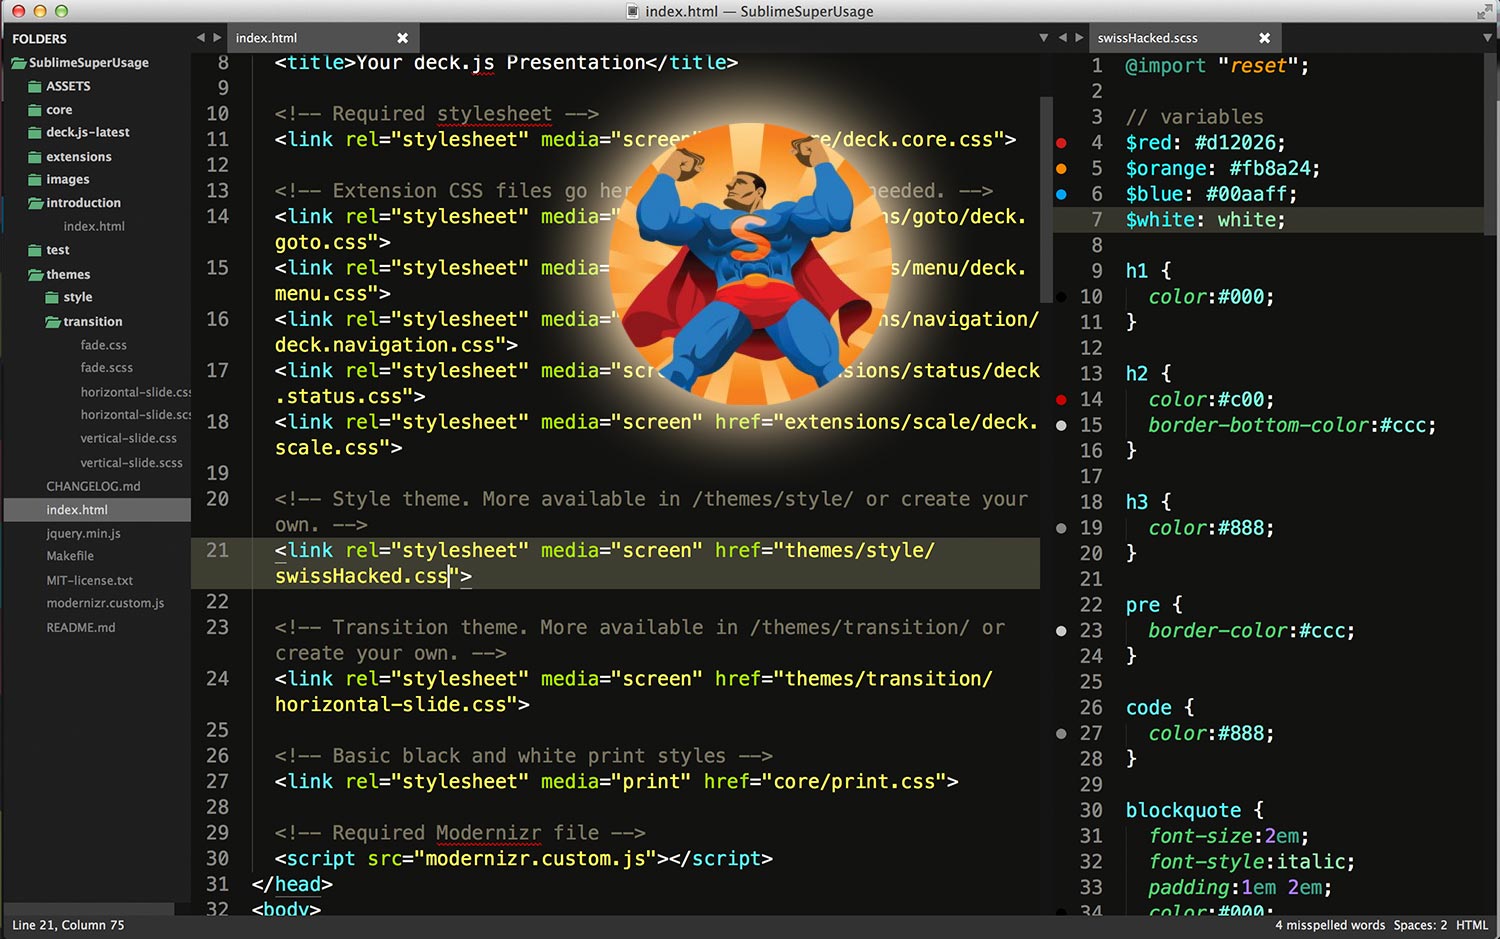 index.html — SublimeSuperUsage
FOLDERS
SublimeSuperUsage
ASSETS
core
deck.js-latest
extensions
images
introduction
index.html
test
themes
style
transition
fade.css
fade.scss
horizontal-slide.css
horizontal-slide.scs
vertical-slide.css
vertical-slide.scss
CHANGELOG.md
index.html
jquery.min.js
Makefile
MIT-license.txt
modernizr.custom.js
README.md
index.html
8 <title>Your deck.js Presentation</title>
9
10 <!-- Required stylesheet -->
11 <link rel="stylesheet" media="screen" re/deck.core.css">
12
13 <!-- Extension CSS files go her needed. -->
14 <link rel="stylesheet" media=" s/goto/deck.
goto.css">
15 <link rel="stylesheet" media= s/menu/deck.
menu.css">
16 <link rel="stylesheet" media=" ns/navigation/
deck.navigation.css">
17 <link rel="stylesheet" media="scr sions/status/deck
.status.css">
18 <link rel="stylesheet" media="screen" href="extensions/scale/deck.
scale.css">
19
20 <!-- Style theme. More available in /themes/style/ or create your
own. -->
21 <link rel="stylesheet" media="screen" href="themes/style/
swissHacked.css">
22
23 <!-- Transition theme. More available in /themes/transition/ or
create your own. -->
24 <link rel="stylesheet" media="screen" href="themes/transition/
horizontal-slide.css">
25
26 <!-- Basic black and white print styles -->
27 <link rel="stylesheet" media="print" href="core/print.css">
28
29 <!-- Required Modernizr file -->
30 <script src="modernizr.custom.js"></script>
31 </head>
32 <body>
S
swissHacked.scss
1 @import "reset";
2
3 // variables
4 $red: #d12026;
5 $orange: #fb8a24;
6 $blue: #00aaff;
7 $white: white;
8
9 h1 {
10 color:#000;
11 }
12
13 h2 {
14 color:#c00;
15 border-bottom-color:#ccc;
16 }
17
18 h3 {
19 color:#888;
20 }
21
22 pre {
23 border-color:#ccc;
24 }
25
26 code {
27 color:#888;
28 }
29
30 blockquote {
31 font-size:2em;
32 font-style:italic;
33 padding:1em 2em;
34 color:#000;
Line 21, Column 75
4 misspelled words Spaces: 2 HTML